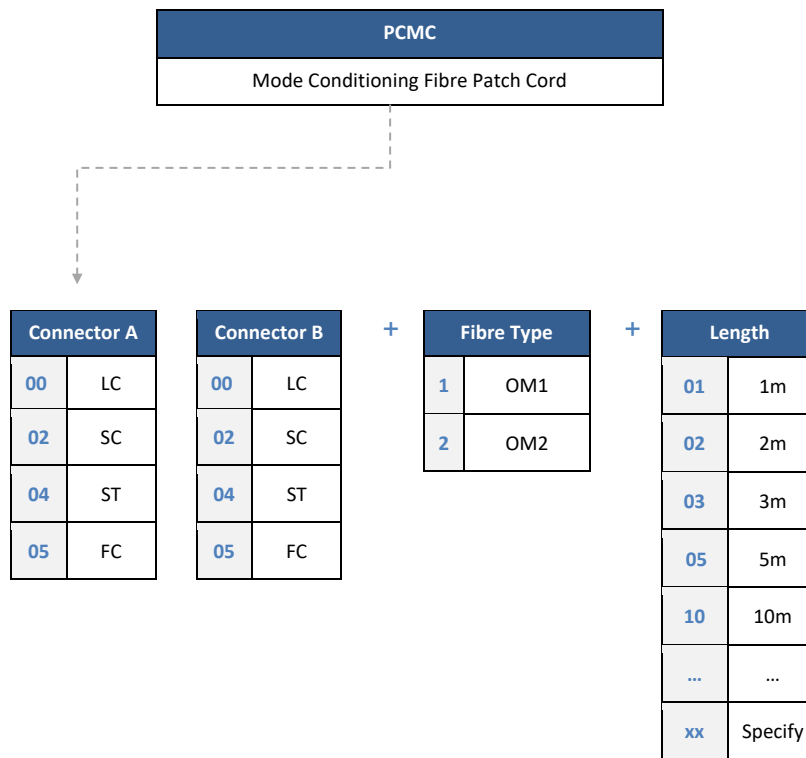 PCMC
Mode Conditioning Fibre Patch Cord
Connector A
00 LC
02 SC
04 ST
05 FC
Connector B
00 LC
02 SC
04 ST
05 FC
+
Fibre Type
1 OM1
2 OM2
+
Length
01 1m
02 2m
03 3m
05 5m
10 10m
... ...
xx Specify